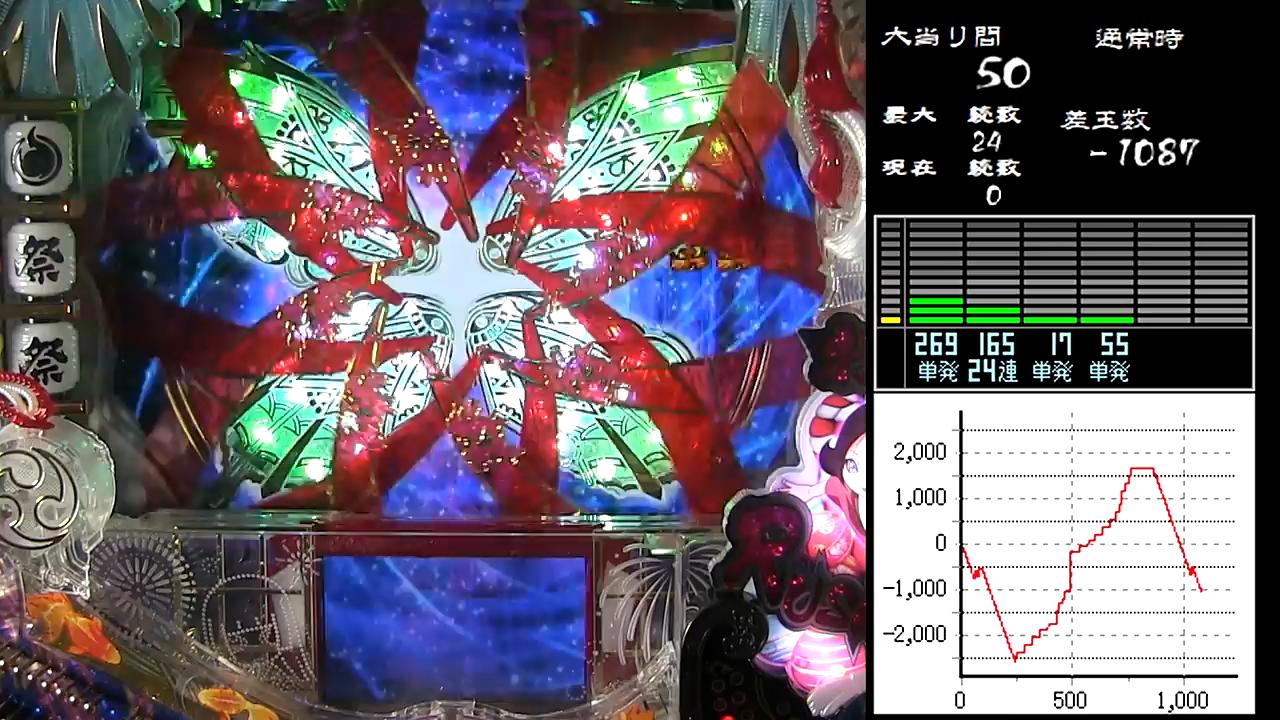 大当り間 通常時
50
最大 続数 差玉数
24 -1087
現在 続数
0
269 165 17 55
単発 24連 単発 単発
2,000
1,000
0
-1,000
-2,000
0 500 1,000
祭
祭